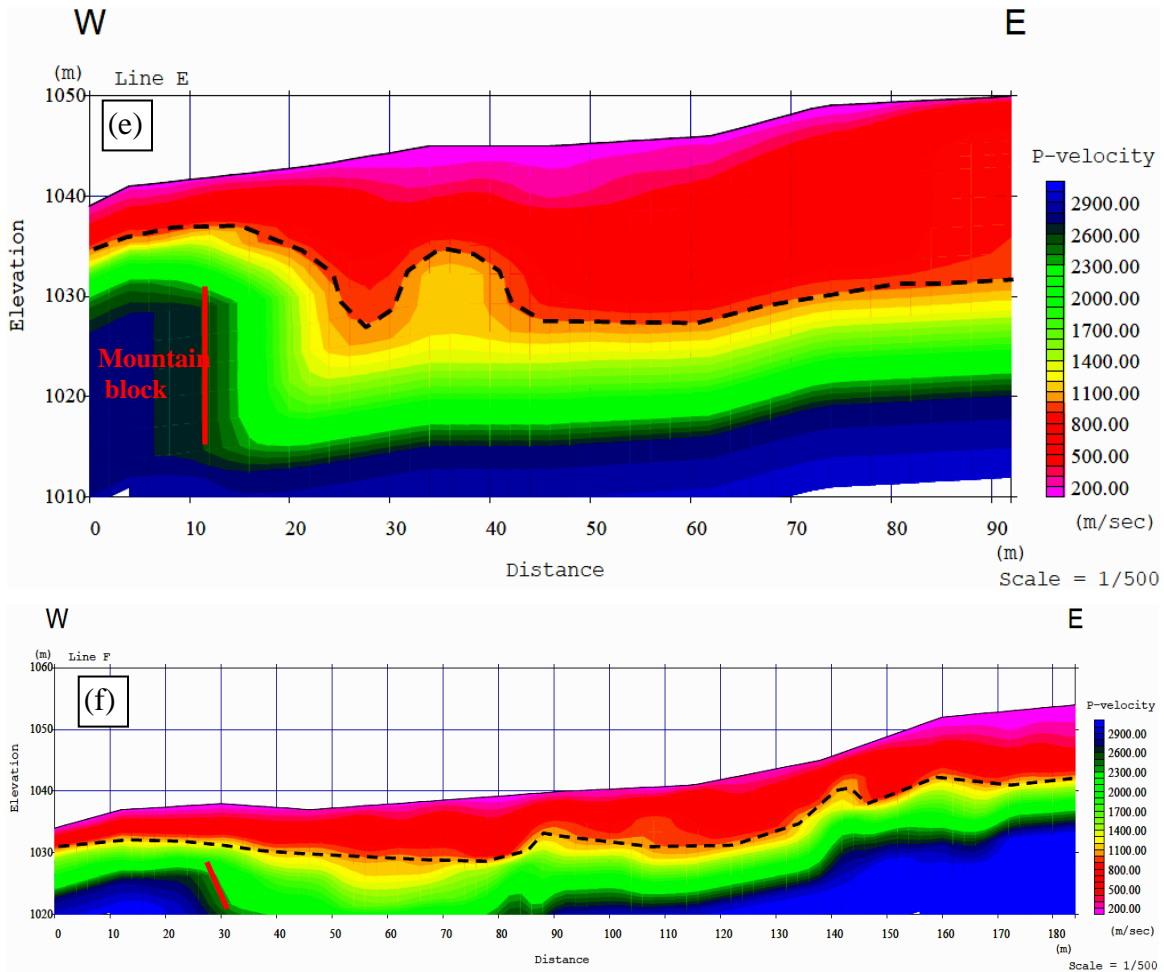 W E
(m) Line E
(e)
1050
1040
1030
1020
1010
Elevation
Mountain
block
0 10 20 30 40 50 60 70 80 90
(m)
Distance
P-velocity
2900.00
2600.00
2300.00
2000.00
1700.00
1400.00
1100.00
800.00
500.00
200.00
(m/sec)
Scale = 1/500
W E
(m) Line F
(f)
1060
1050
1040
1030
1020
Elevation
0 10 20 30 40 50 60 70 80 90 100 110 120 130 140 150 160 170 180
(m)
Distance
P-velocity
2900.00
2600.00
2300.00
2000.00
1700.00
1400.00
1100.00
800.00
500.00
200.00
(m/sec)
Scale = 1/500